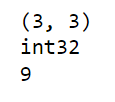 (3, 3)
int32
9